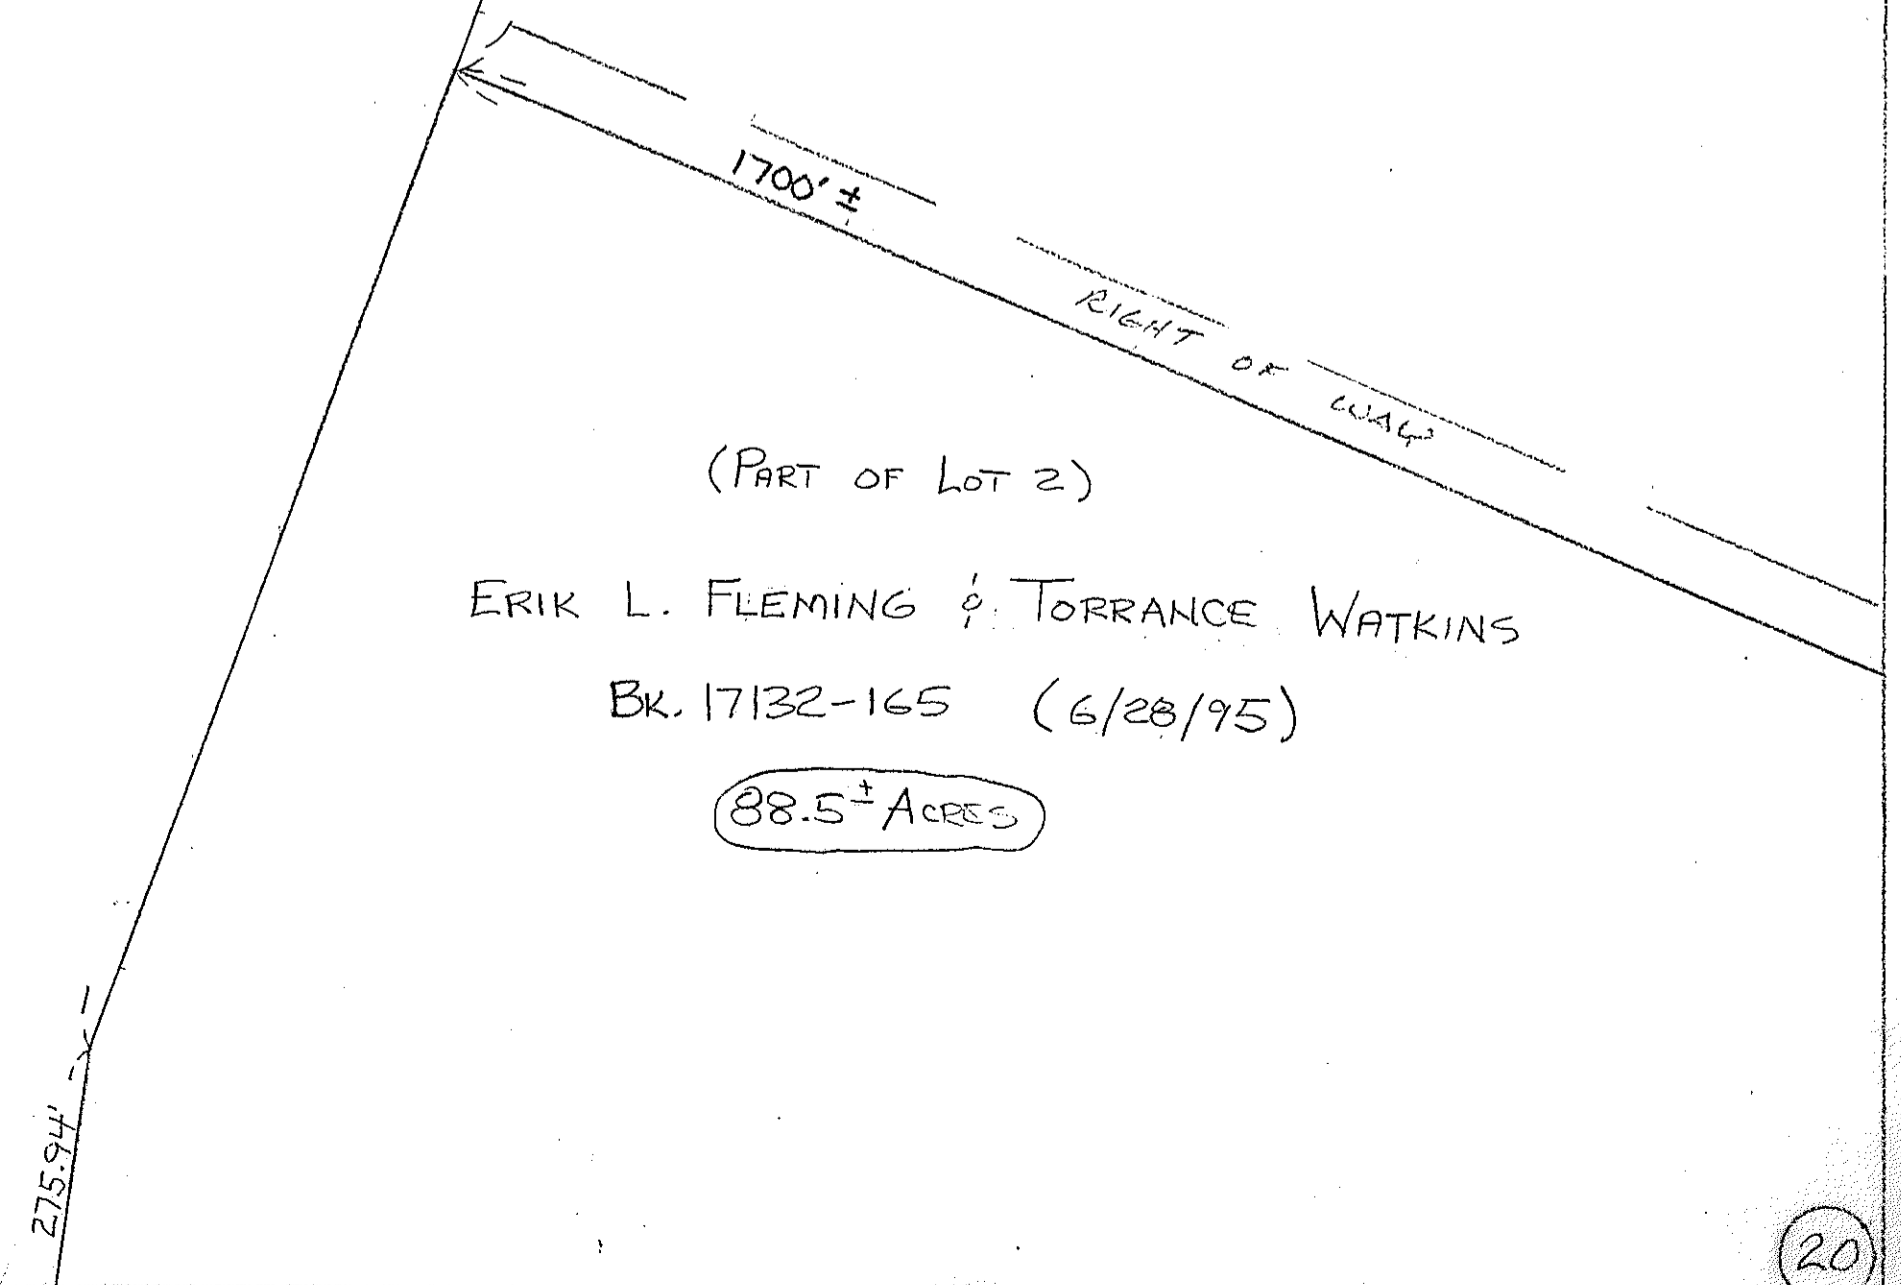 1700' ±
RIGHT OF WAY
(PART OF LOT 2)
ERIK L. FLEMING & TORRANCE WATKINS
BK. 17132-165 (6/28/95)
88.5± ACRES
275.94'
20